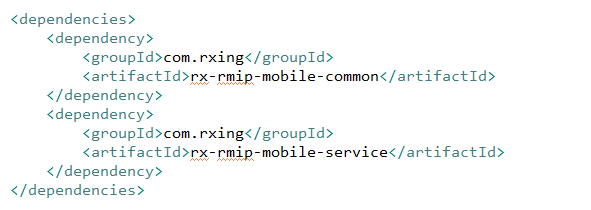 <dependencies>
    <dependency>
        <groupId>com.rxing</groupId>
        <artifactId>rx-rmip-mobile-common</artifactId>
    </dependency>
    <dependency>
        <groupId>com.rxing</groupId>
        <artifactId>rx-rmip-mobile-service</artifactId>
    </dependency>
</dependencies>